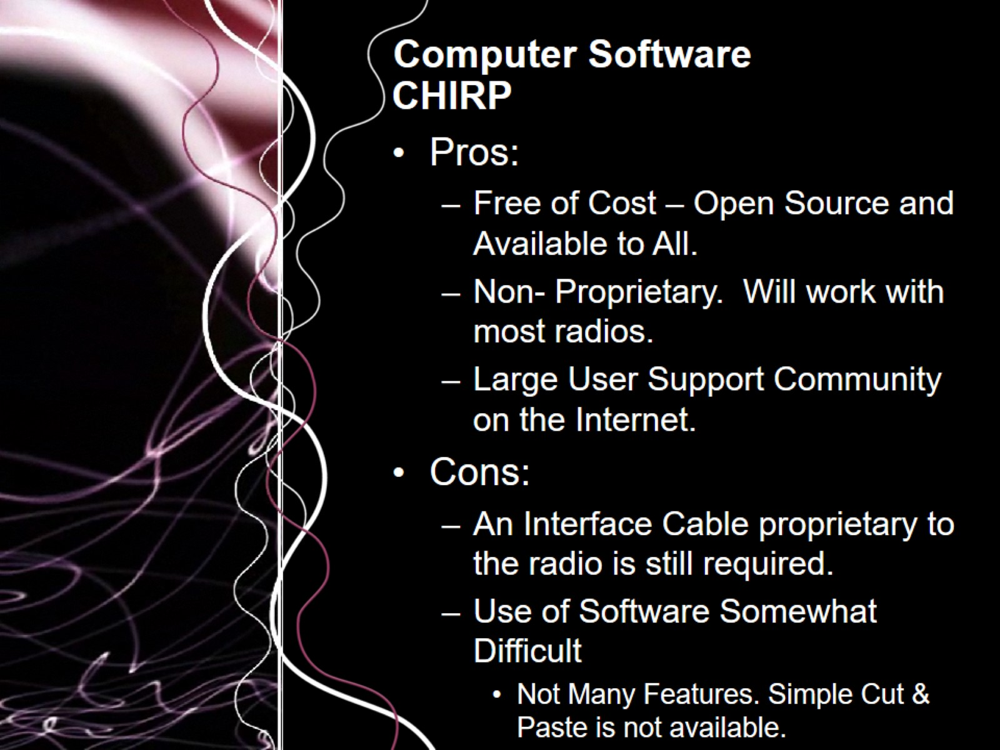 Computer Software
CHIRP
• Pros:
– Free of Cost – Open Source and
Available to All.
– Non- Proprietary.  Will work with
most radios.
– Large User Support Community
on the Internet.
• Cons:
– An Interface Cable proprietary to
the radio is still required.
– Use of Software Somewhat
Difficult
• Not Many Features. Simple Cut &
Paste is not available.